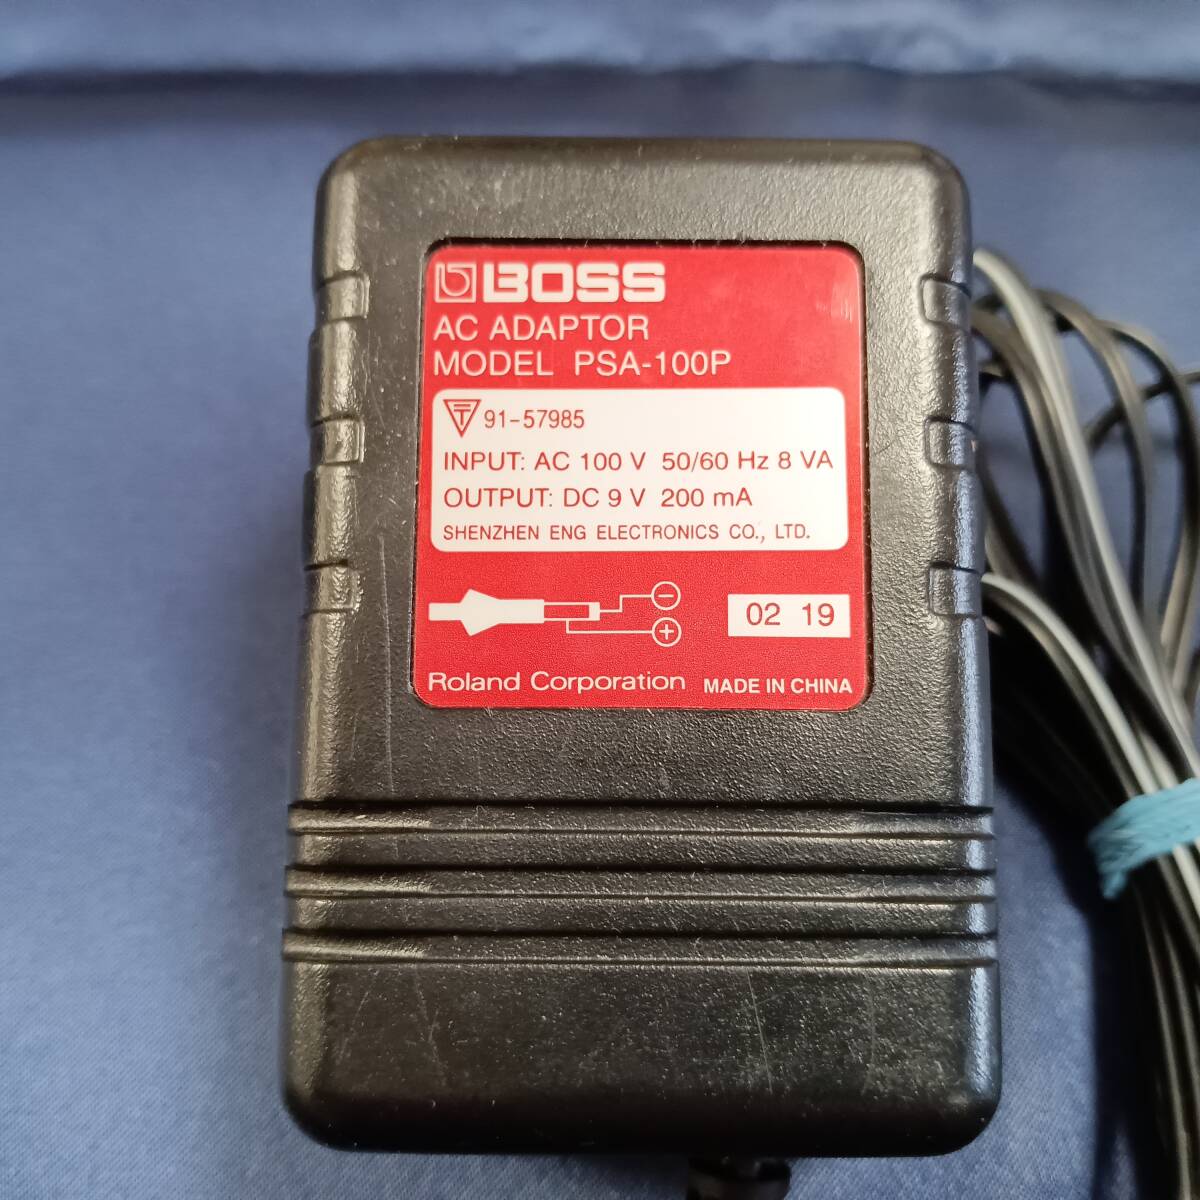 BOSS
AC ADAPTOR
MODEL PSA-100P
T 91-57985
INPUT: AC 100 V 50/60 Hz 8 VA
OUTPUT: DC 9 V 200 mA
SHENZHEN ENG ELECTRONICS CO., LTD.
− +
02 19
Roland Corporation MADE IN CHINA